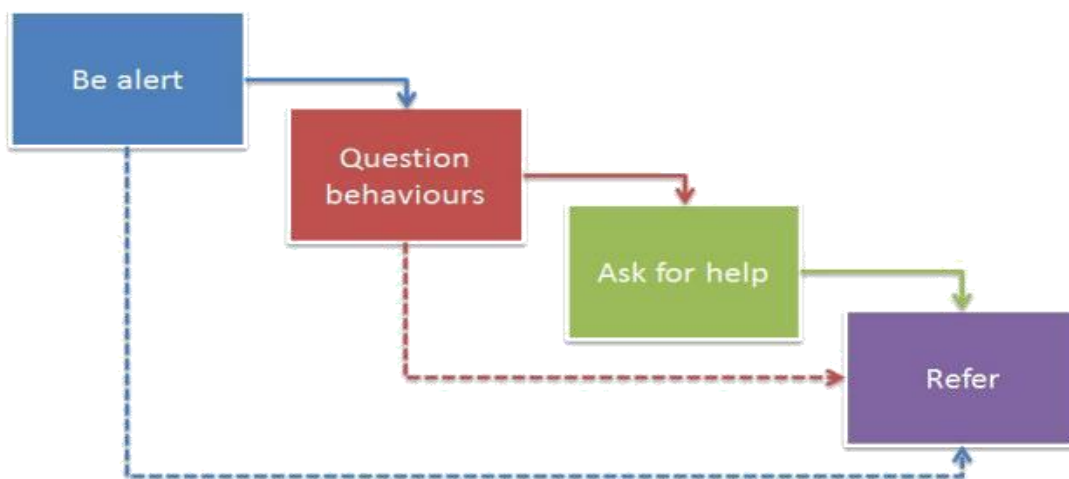 Be alert
Question
behaviours
Ask for help
Refer